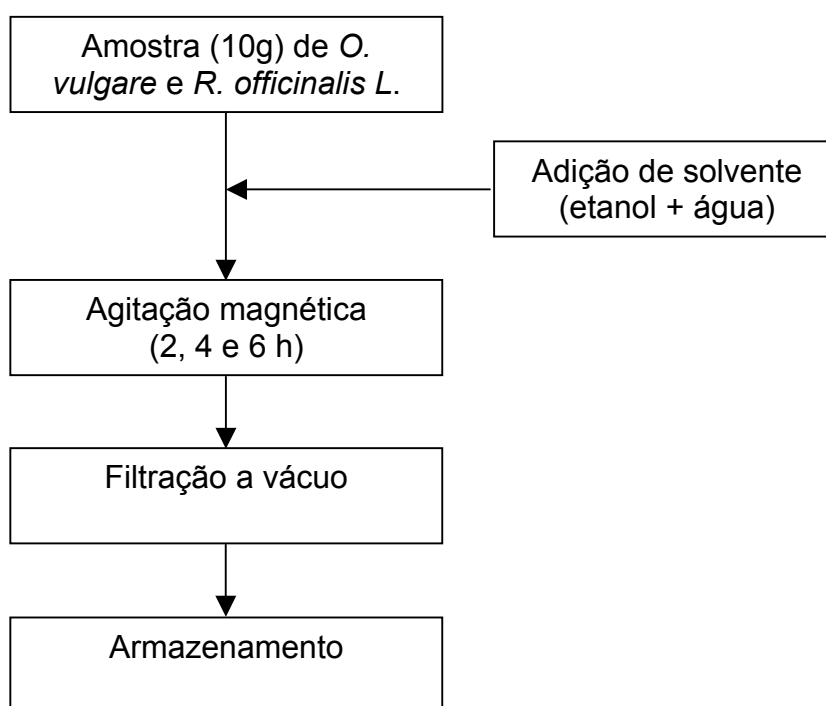 Amostra (10g) de O.
vulgare e R. officinalis L.
Adição de solvente
(etanol + água)
Agitação magnética
(2, 4 e 6 h)
Filtração a vácuo
Armazenamento